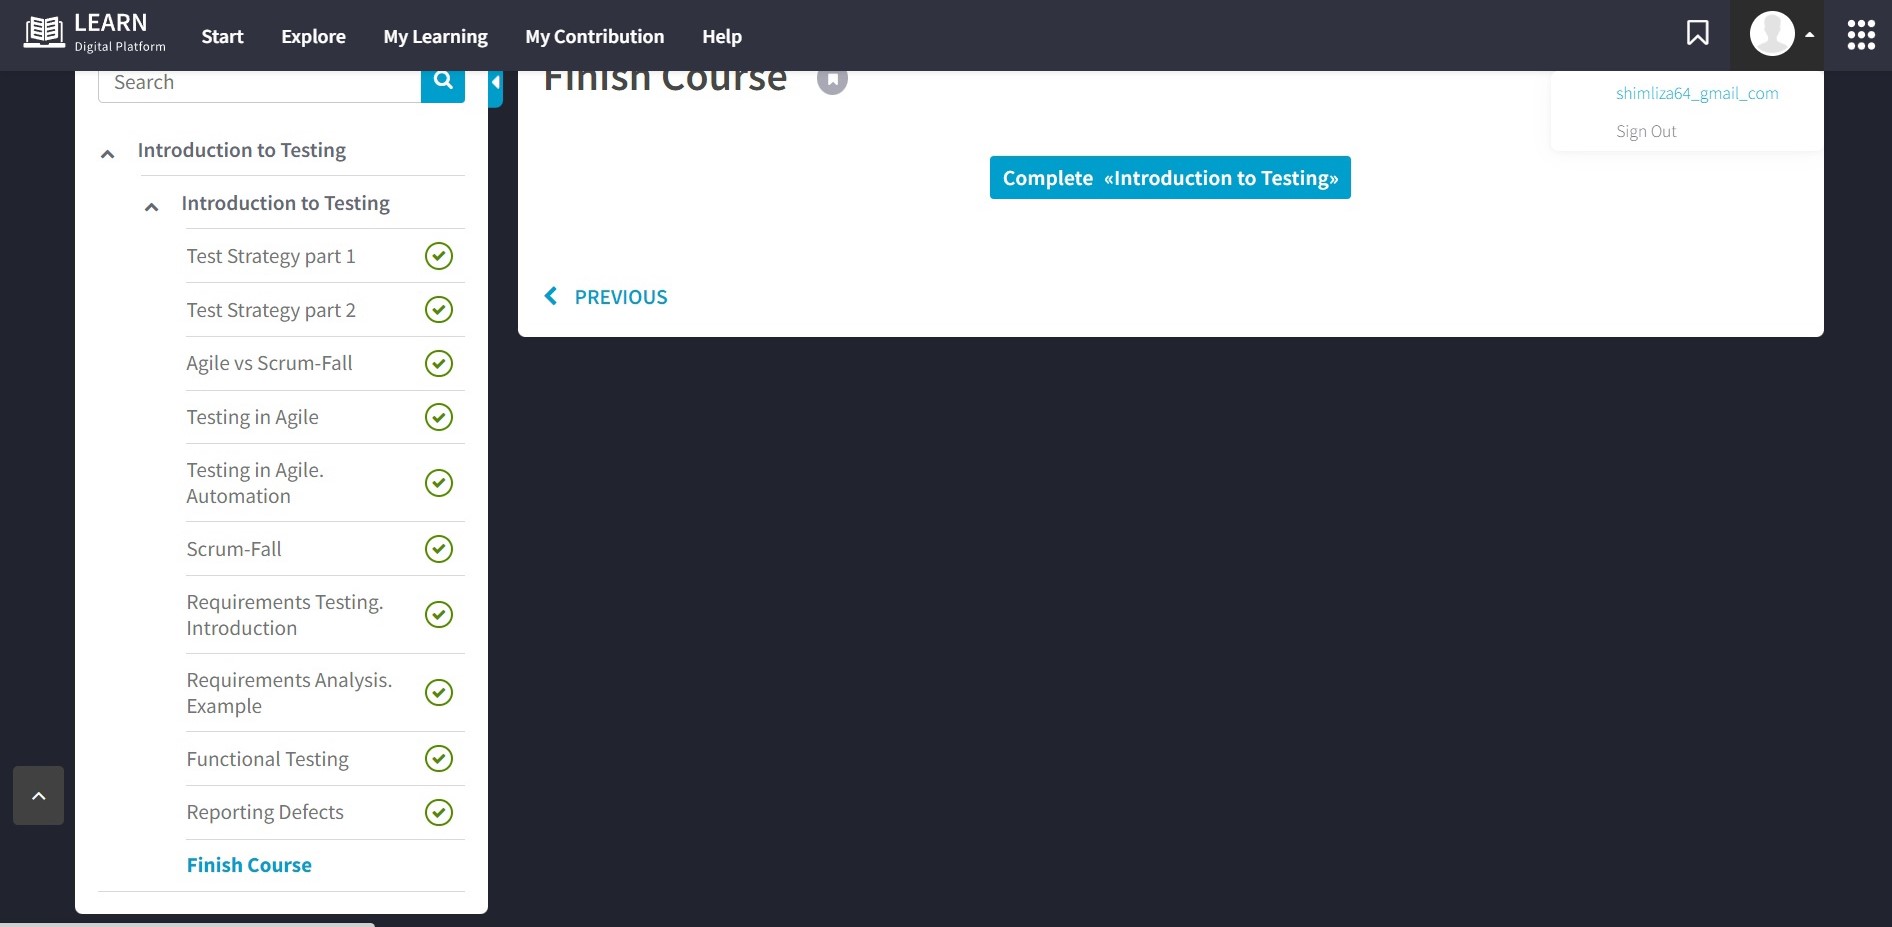 LEARN
Digital Platform
Start
Explore
My Learning
My Contribution
Help
Search
Finish Course
shimliza64_gmail_com
Sign Out
Introduction to Testing
Complete «Introduction to Testing»
Introduction to Testing
Test Strategy part 1
Test Strategy part 2
PREVIOUS
Agile vs Scrum-Fall
Testing in Agile
Testing in Agile.
Automation
Scrum-Fall
Requirements Testing.
Introduction
Requirements Analysis.
Example
Functional Testing
Reporting Defects
Finish Course